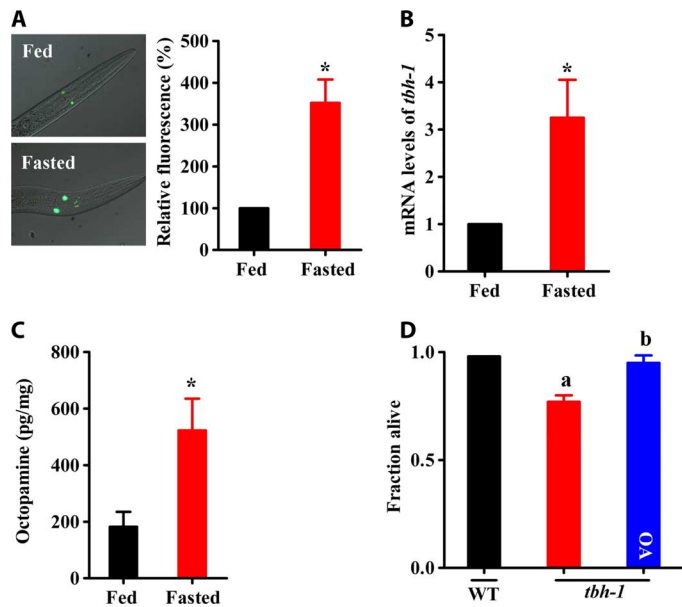 A
Fed
Fasted
Relative fluorescence (%)
500
400
300
200
100
0
*
Fed
Fasted
B
mRNA levels of tbh-1
5
4
3
2
1
0
*
Fed
Fasted
C
Octopamine (pg/mg)
800
600
400
200
0
*
Fed
Fasted
D
Fraction alive
1.0
0.5
0.0
a
b
OA
WT
tbh-1